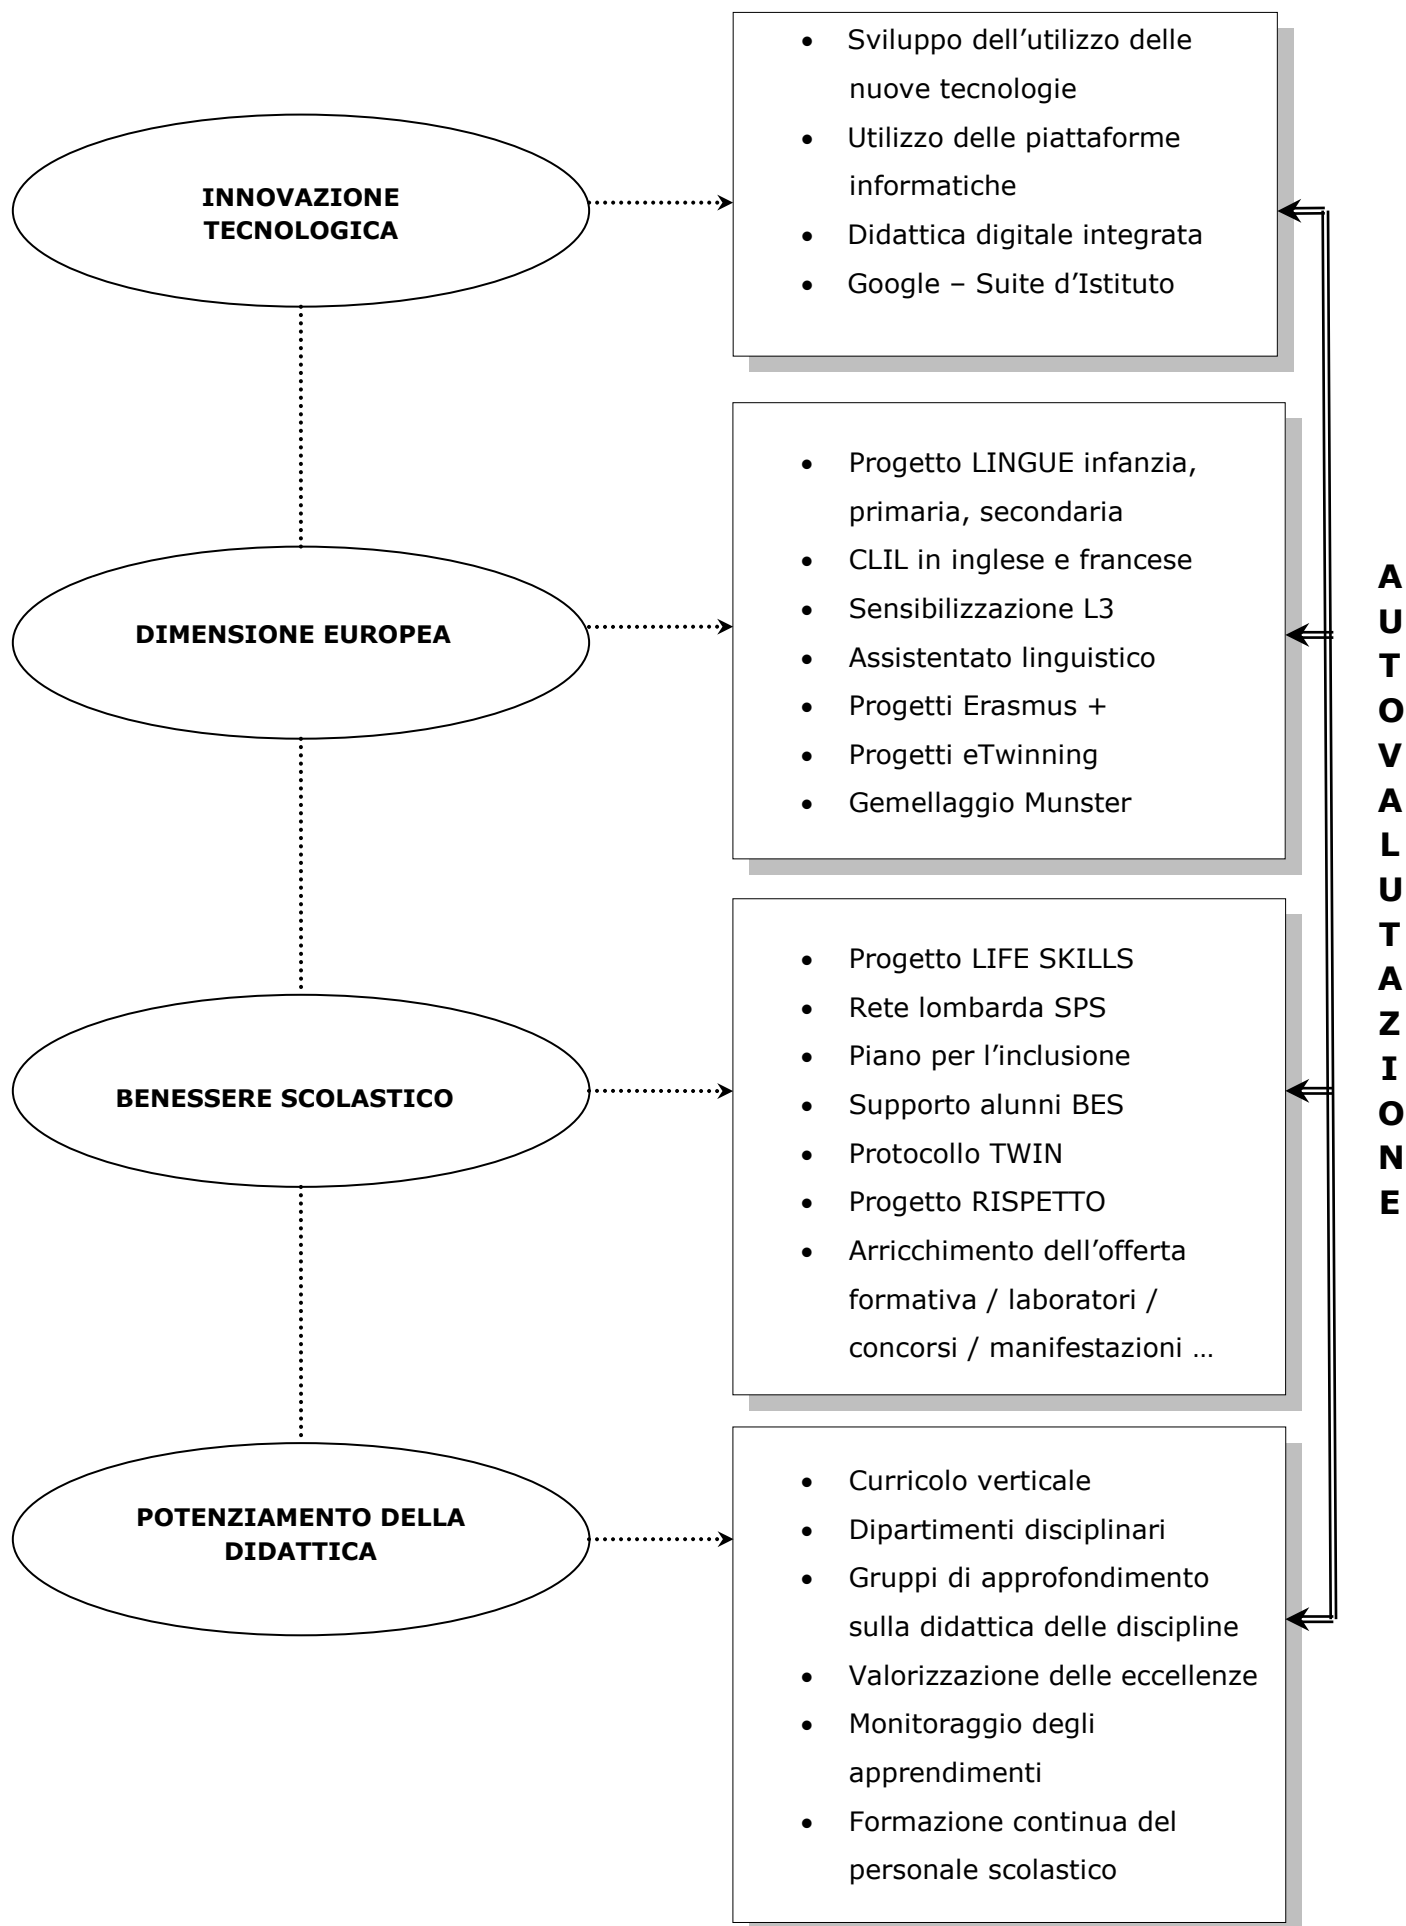 INNOVAZIONE
TECNOLOGICA
• Sviluppo dell’utilizzo delle
nuove tecnologie
• Utilizzo delle piattaforme
informatiche
• Didattica digitale integrata
• Google – Suite d’Istituto
DIMENSIONE EUROPEA
• Progetto LINGUE infanzia,
primaria, secondaria
• CLIL in inglese e francese
• Sensibilizzazione L3
• Assistentato linguistico
• Progetti Erasmus +
• Progetti eTwinning
• Gemellaggio Munster
BENESSERE SCOLASTICO
• Progetto LIFE SKILLS
• Rete lombarda SPS
• Piano per l’inclusione
• Supporto alunni BES
• Protocollo TWIN
• Progetto RISPETTO
• Arricchimento dell’offerta
formativa / laboratori /
concorsi / manifestazioni …
POTENZIAMENTO DELLA
DIDATTICA
• Curricolo verticale
• Dipartimenti disciplinari
• Gruppi di approfondimento
sulla didattica delle discipline
• Valorizzazione delle eccellenze
• Monitoraggio degli
apprendimenti
• Formazione continua del
personale scolastico
A
U
T
O
V
A
L
U
T
A
Z
I
O
N
E